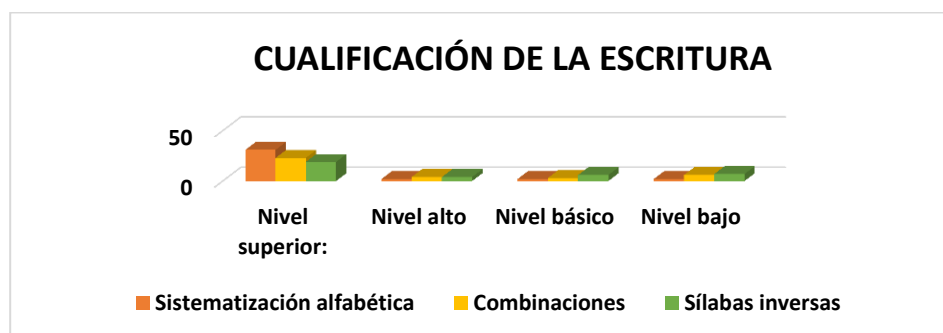 CUALIFICACIÓN DE LA ESCRITURA
50
0
Nivel superior:
Nivel alto
Nivel básico
Nivel bajo
Sistematización alfabética
Combinaciones
Sílabas inversas